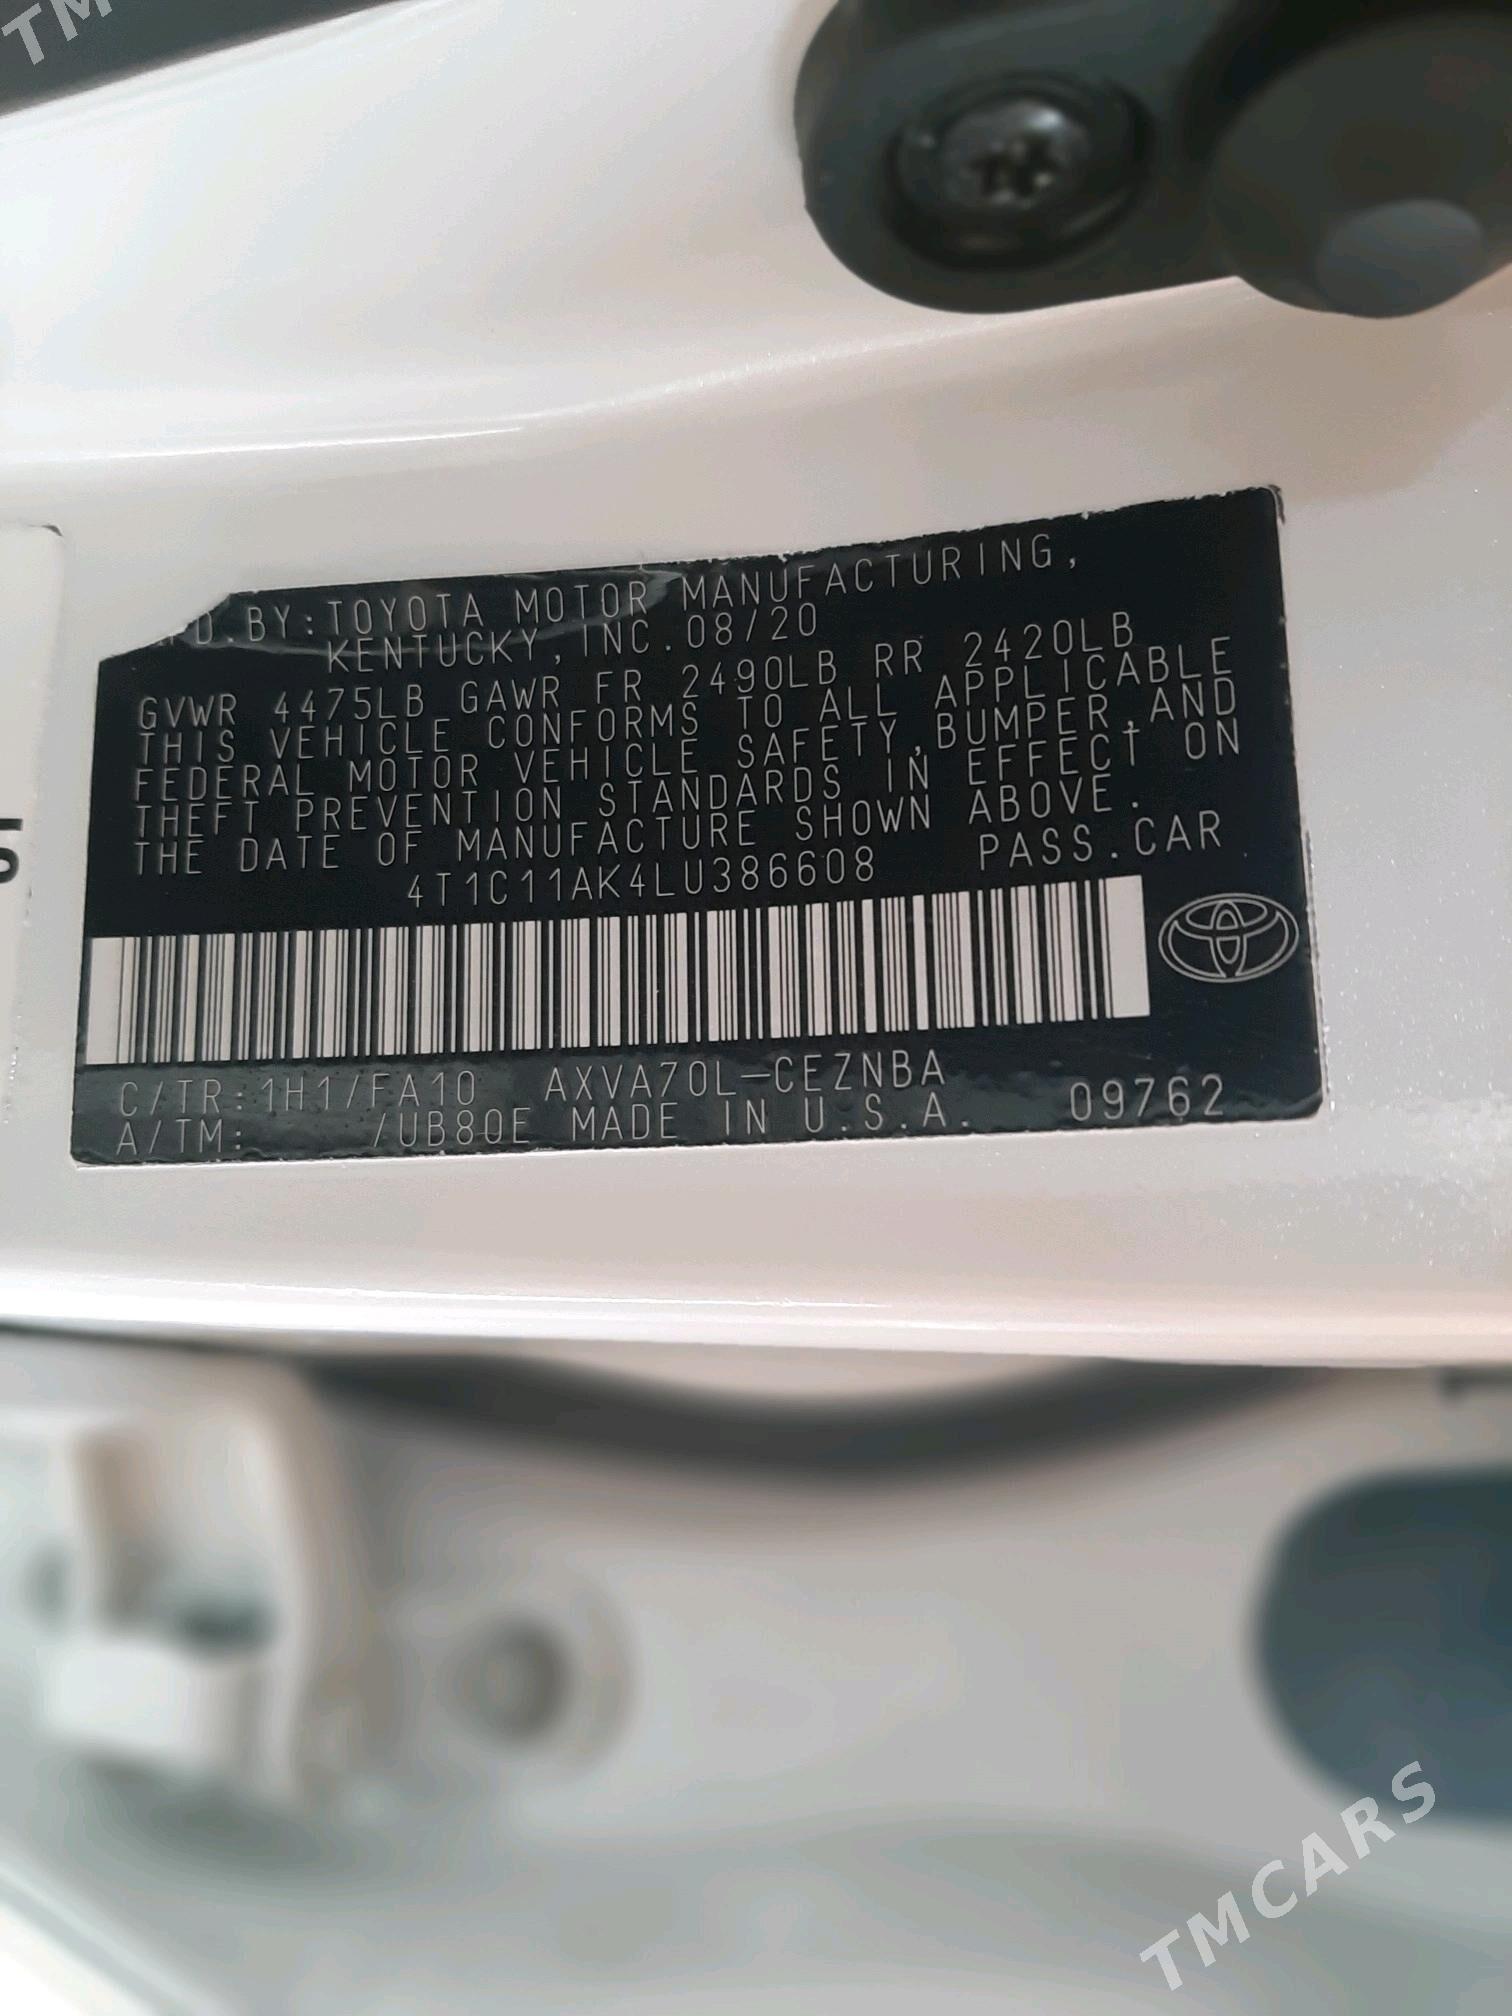 TM
D.BY:TOYOTA MOTOR MANUFACTURING,
KENTUCKY, INC. 08/20
GVWR 4475LB GAWR FR 2490LB RR 2420LB
THIS VEHICLE CONFORMS TO ALL APPLICABLE
FEDERAL MOTOR VEHICLE SAFETY,BUMPER,AND
THEFT PREVENTION STANDARDS IN EFFECT ON
THE DATE OF MANUFACTURE SHOWN ABOVE.
4T1C11AK4LU386608 PASS.CAR
C/TR:1H1/FA10 AXVA70L-CEZNBA
A/TM: /UB80E MADE IN U.S.A. 09762
TMCARS